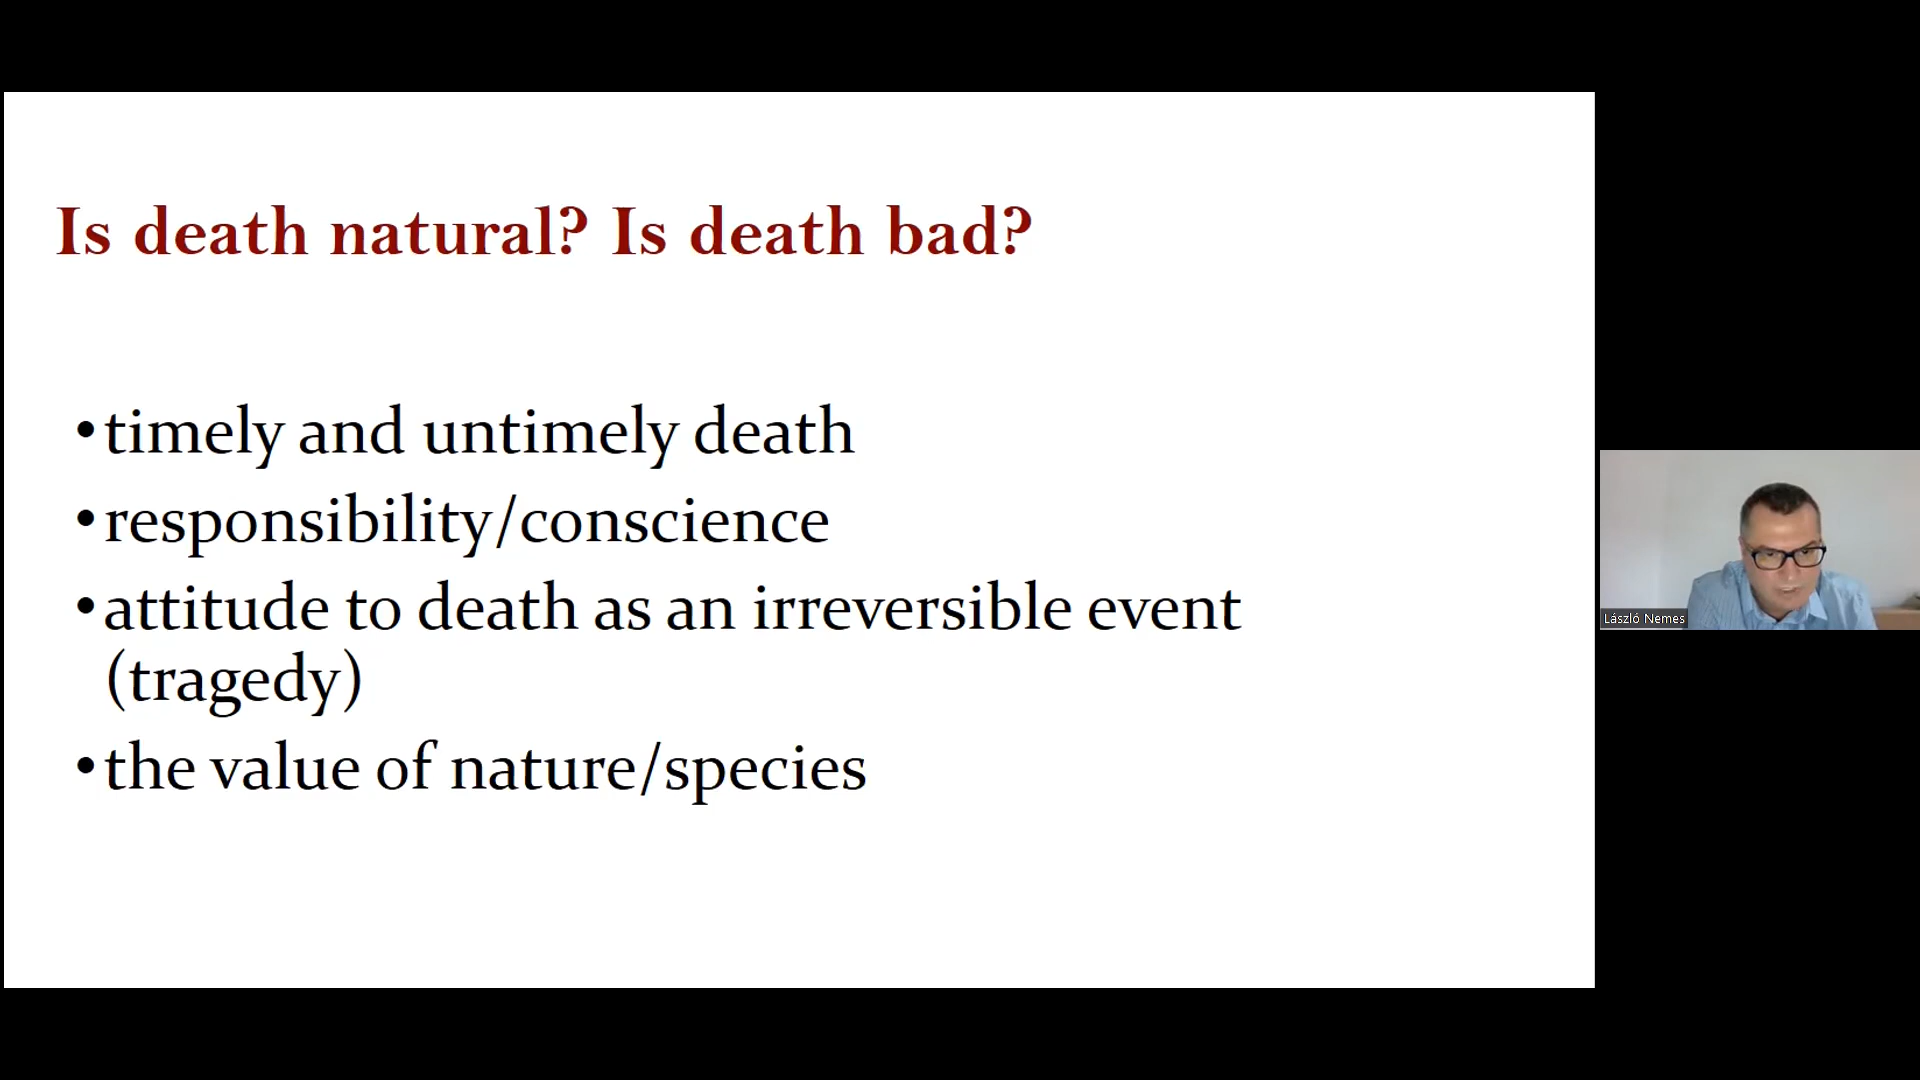 Is death natural? Is death bad?
•timely and untimely death
•responsibility/conscience
•attitude to death as an irreversible event
(tragedy)
•the value of nature/species
László Nemes